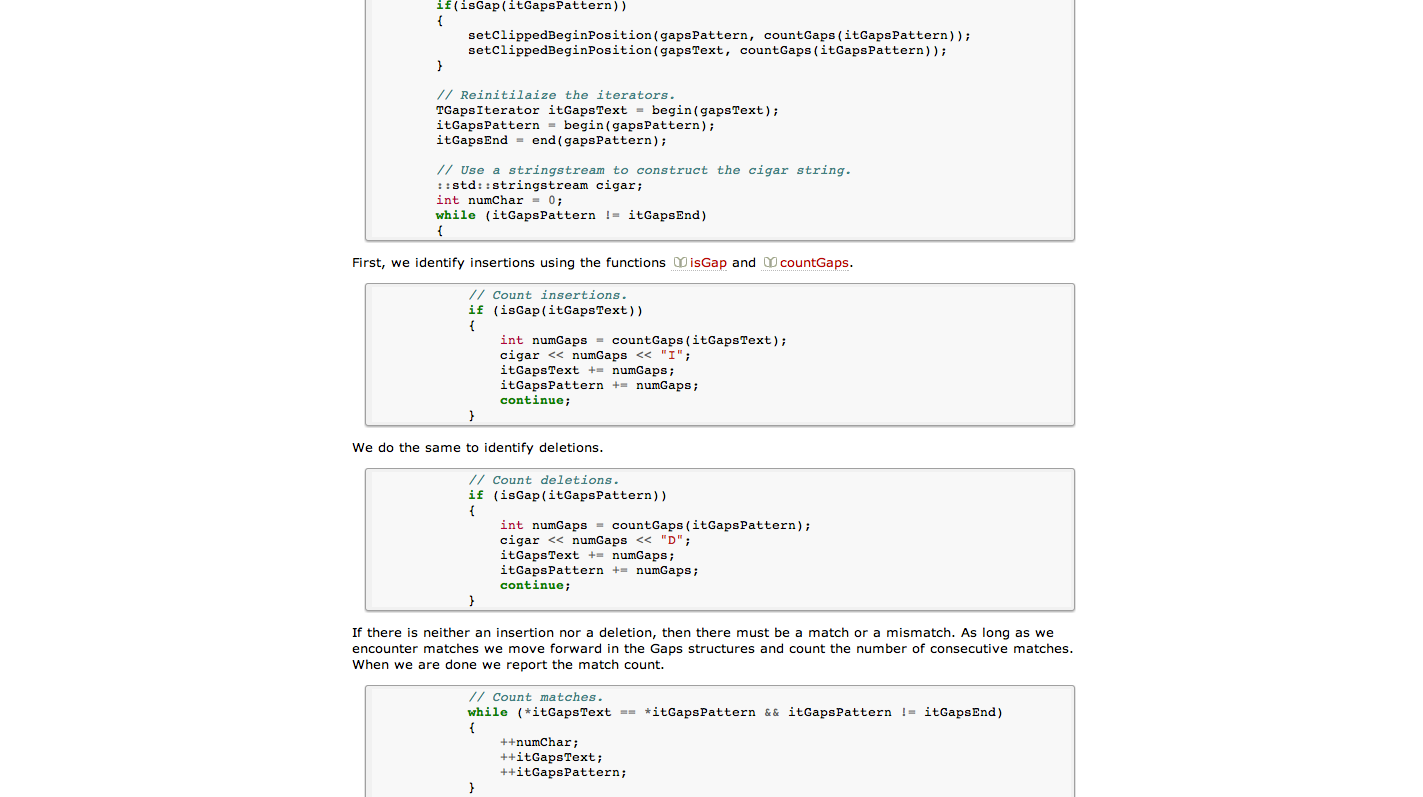 if(isGap(itGapsPattern))
{
setClippedBeginPosition(gapsPattern, countGaps(itGapsPattern));
setClippedBeginPosition(gapsText, countGaps(itGapsPattern));
}
// Reinitilaize the iterators.
TGapsIterator itGapsText = begin(gapsText);
itGapsPattern = begin(gapsPattern);
itGapsEnd = end(gapsPattern);
// Use a stringstream to construct the cigar string.
::std::stringstream cigar;
int numChar = 0;
while (itGapsPattern != itGapsEnd)
{
First, we identify insertions using the functions isGap and countGaps.
// Count insertions.
if (isGap(itGapsText))
{
int numGaps = countGaps(itGapsText);
cigar << numGaps << "I";
itGapsText += numGaps;
itGapsPattern += numGaps;
continue;
}
We do the same to identify deletions.
// Count deletions.
if (isGap(itGapsPattern))
{
int numGaps = countGaps(itGapsPattern);
cigar << numGaps << "D";
itGapsText += numGaps;
itGapsPattern += numGaps;
continue;
}
If there is neither an insertion nor a deletion, then there must be a match or a mismatch. As long as we
encounter matches we move forward in the Gaps structures and count the number of consecutive matches.
When we are done we report the match count.
// Count matches.
while (*itGapsText == *itGapsPattern && itGapsPattern != itGapsEnd)
{
++numChar;
++itGapsText;
++itGapsPattern;
}